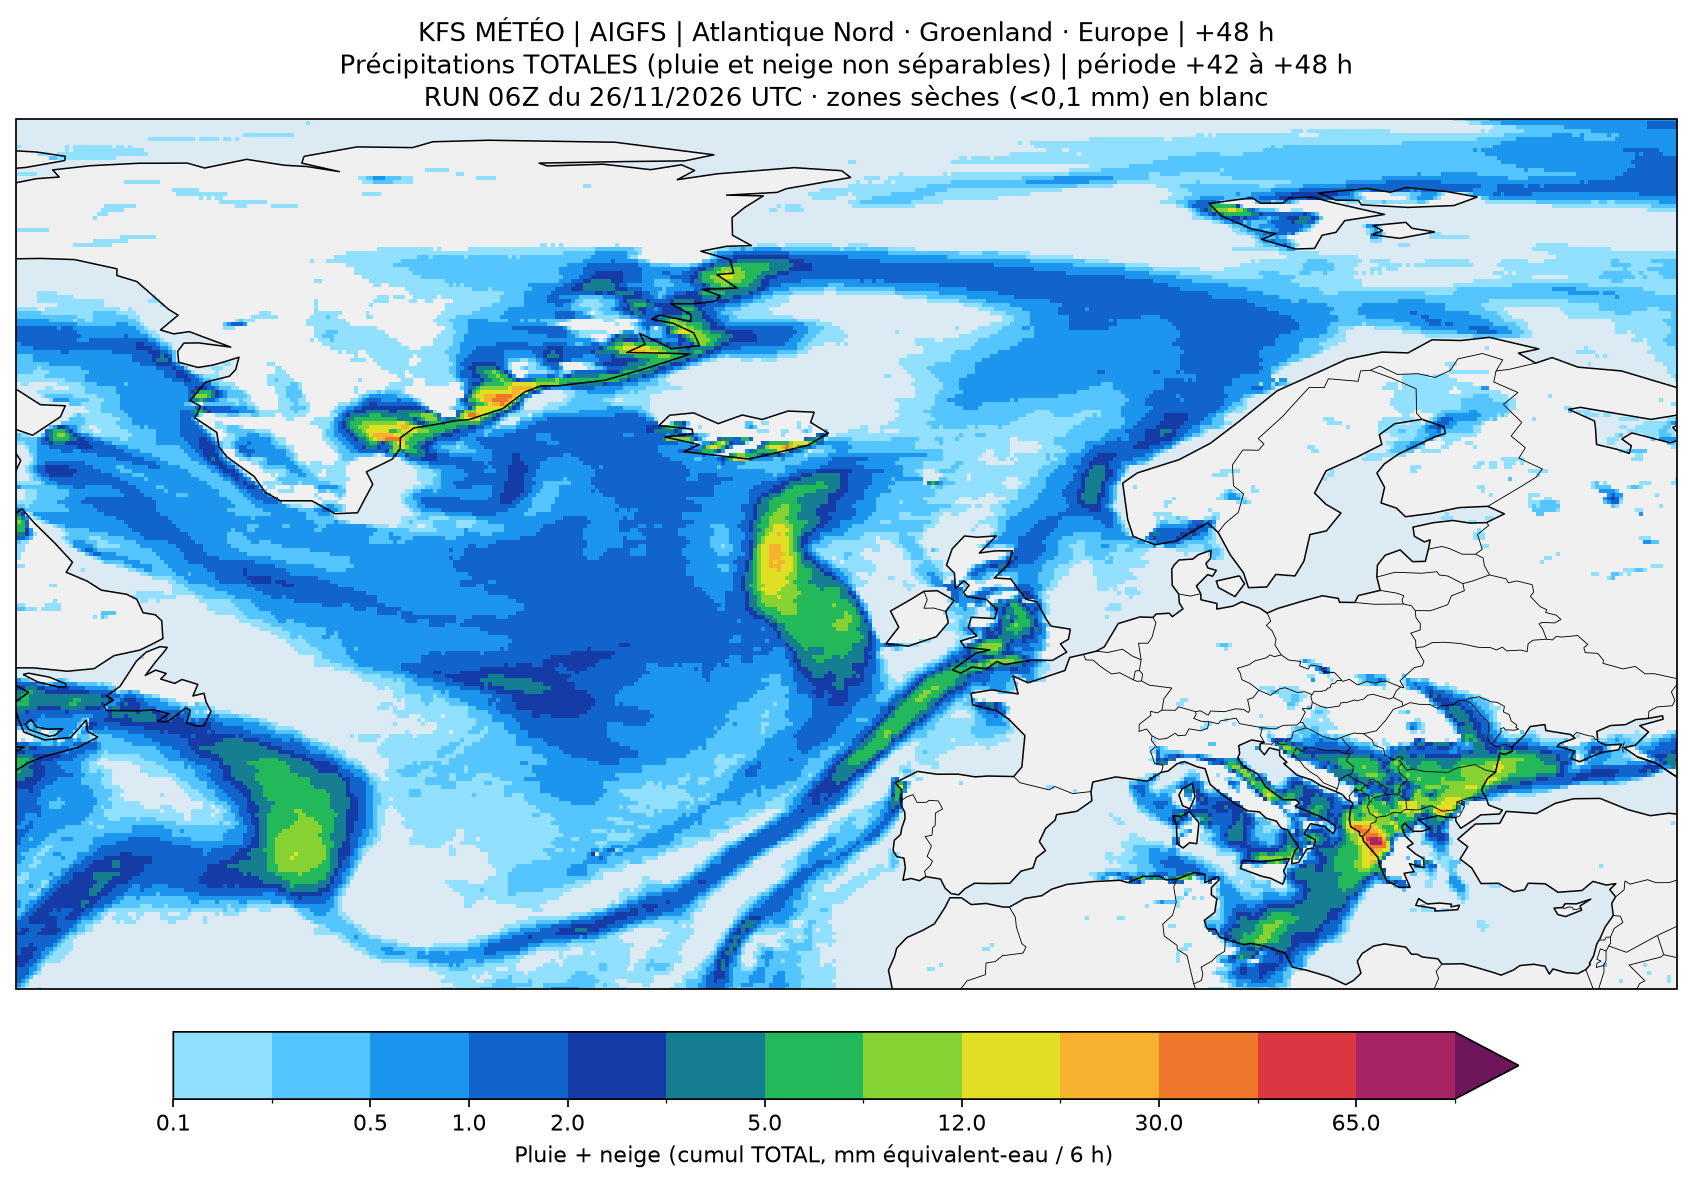 KFS MÉTÉO | AIGFS | Atlantique Nord · Groenland · Europe | +48 h
Précipitations TOTALES (pluie et neige non séparables) | période +42 à +48 h
RUN 06Z du 26/11/2026 UTC · zones sèches (<0,1 mm) en blanc
0.1 0.5 1.0 2.0 5.0 12.0 30.0 65.0
Pluie + neige (cumul TOTAL, mm équivalent-eau / 6 h)